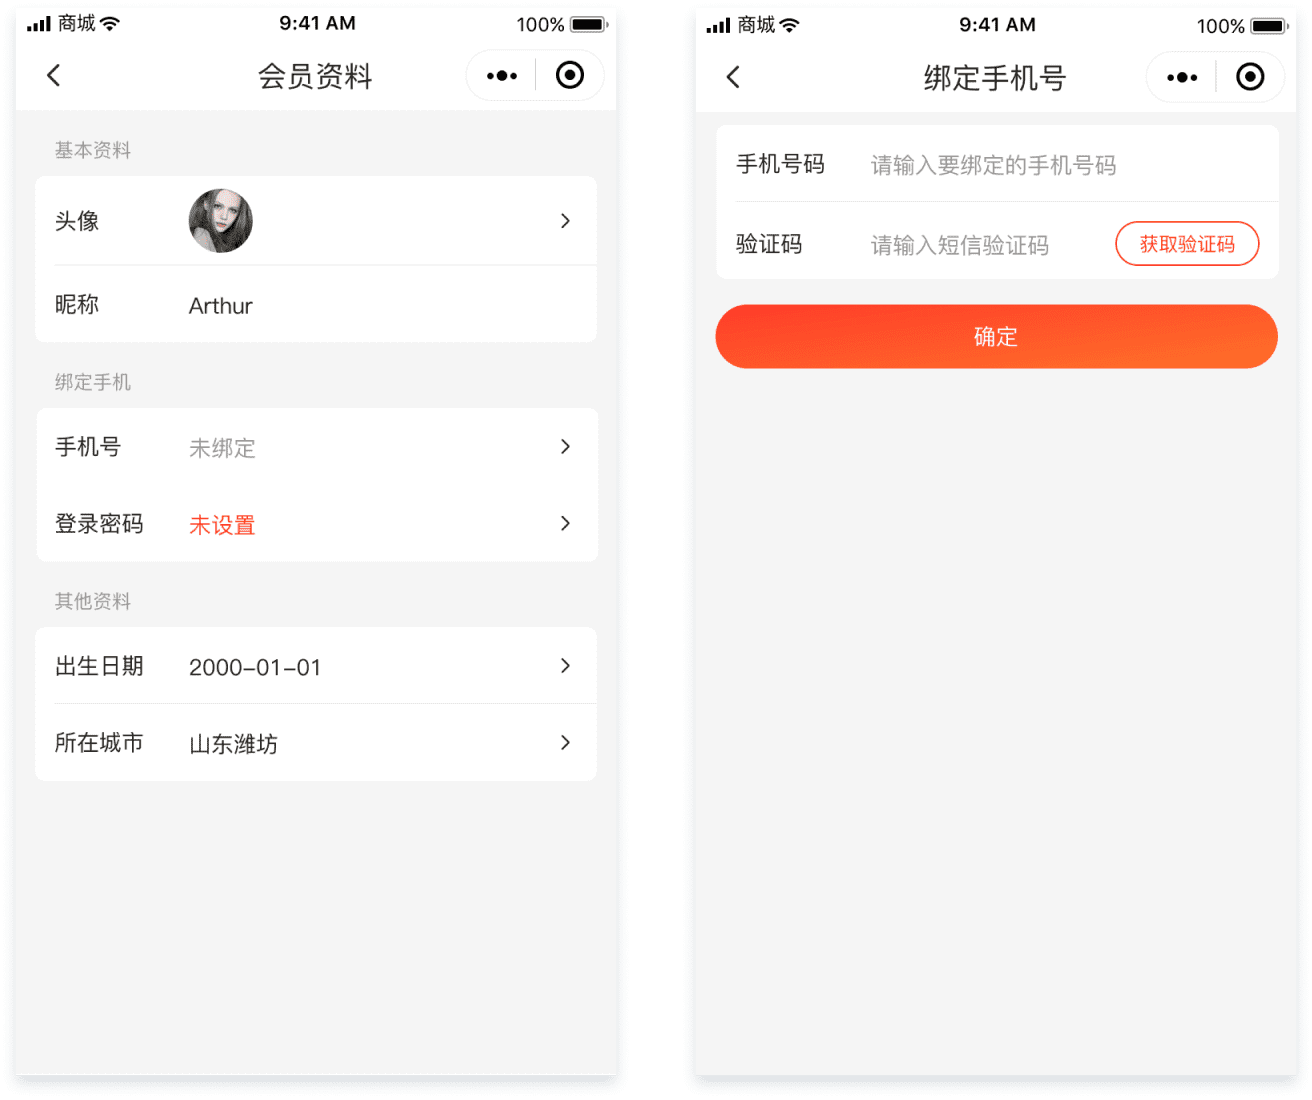 商城 9:41 AM 100%
会员资料
基本资料
头像
昵称 Arthur
绑定手机
手机号 未绑定
登录密码 未设置
其他资料
出生日期 2000-01-01
所在城市 山东潍坊
商城 9:41 AM 100%
绑定手机号
手机号码 请输入要绑定的手机号码
验证码 请输入短信验证码 获取验证码
确定